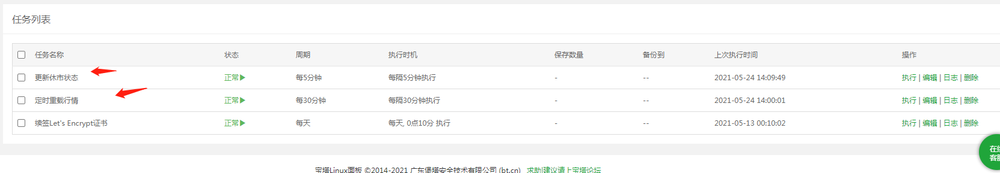 任务列表
任务名称 状态 周期 执行时机 保存数量 备份到 上次执行时间 操作
更新休市状态 正常 每5分钟 每隔5分钟执行 - -- 2021-05-24 14:09:49 执行 | 编辑 | 日志 | 删除
定时重载行情 正常 每30分钟 每隔30分钟执行 - -- 2021-05-24 14:00:01 执行 | 编辑 | 日志 | 删除
续签Let's Encrypt证书 正常 每天 每天, 0点10分 执行 - -- 2021-05-13 00:10:02 执行 | 编辑 | 日志 | 删除
在线
客服
宝塔Linux面板 ©2014-2021 广东堡塔安全技术有限公司 (bt.cn) 求助|建议请上宝塔论坛